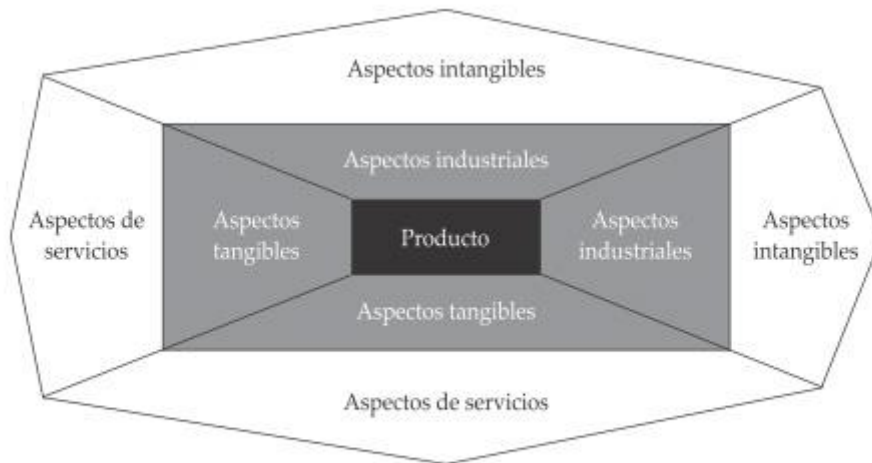 Aspectos intangibles
Aspectos industriales
Aspectos de
servicios
Aspectos
tangibles
Producto
Aspectos
industriales
Aspectos
intangibles
Aspectos tangibles
Aspectos de servicios